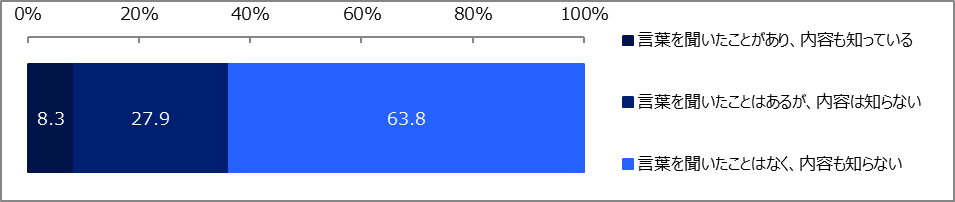 0% 20% 40% 60% 80% 100%
言葉を聞いたことがあり、内容も知っている
8.3 27.9 63.8
言葉を聞いたことはあるが、内容は知らない
言葉を聞いたことはなく、内容も知らない